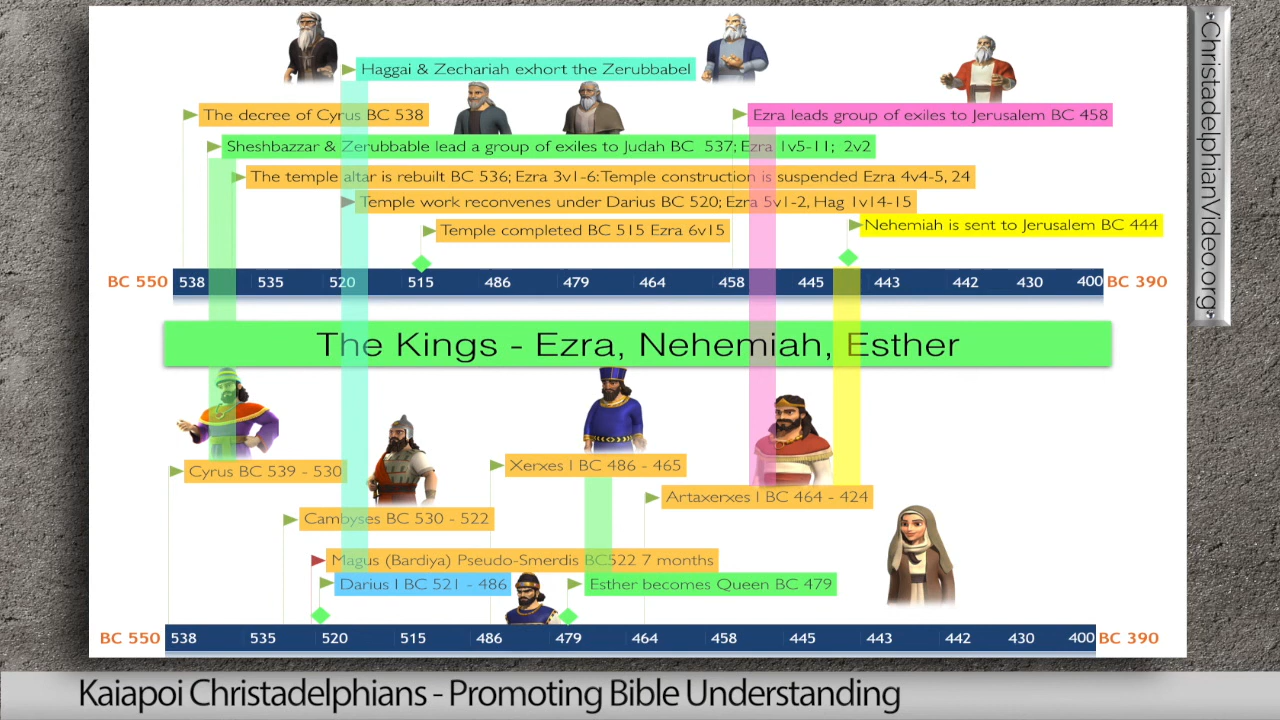 Haggai & Zechariah exhort the Zerubbabel
The decree of Cyrus BC 538
Ezra leads group of exiles to Jerusalem BC 458
Sheshbazzar & Zerubbable lead a group of exiles to Judah BC 537; Ezra 1v5-11; 2v2
The temple altar is rebuilt BC 536; Ezra 3v1-6: Temple construction is suspended Ezra 4v4-5, 24
Temple work reconvenes under Darius BC 520; Ezra 5v1-2, Hag 1v14-15
Nehemiah is sent to Jerusalem BC 444
Temple completed BC 515 Ezra 6v15
BC 550 538 535 520 515 486 479 464 458 445 443 442 430 400 BC 390
The Kings - Ezra, Nehemiah, Esther
Xerxes I BC 486 - 465
Cyrus BC 539 - 530
Artaxerxes I BC 464 - 424
Cambyses BC 530 - 522
Magus (Bardiya) Pseudo-Smerdis BC522 7 months
Darius I BC 521 - 486
Esther becomes Queen BC 479
BC 550 538 535 520 515 486 479 464 458 445 443 442 430 400 BC 390
ChristadelphianVideo.org
Kaiapoi Christadelphians - Promoting Bible Understanding